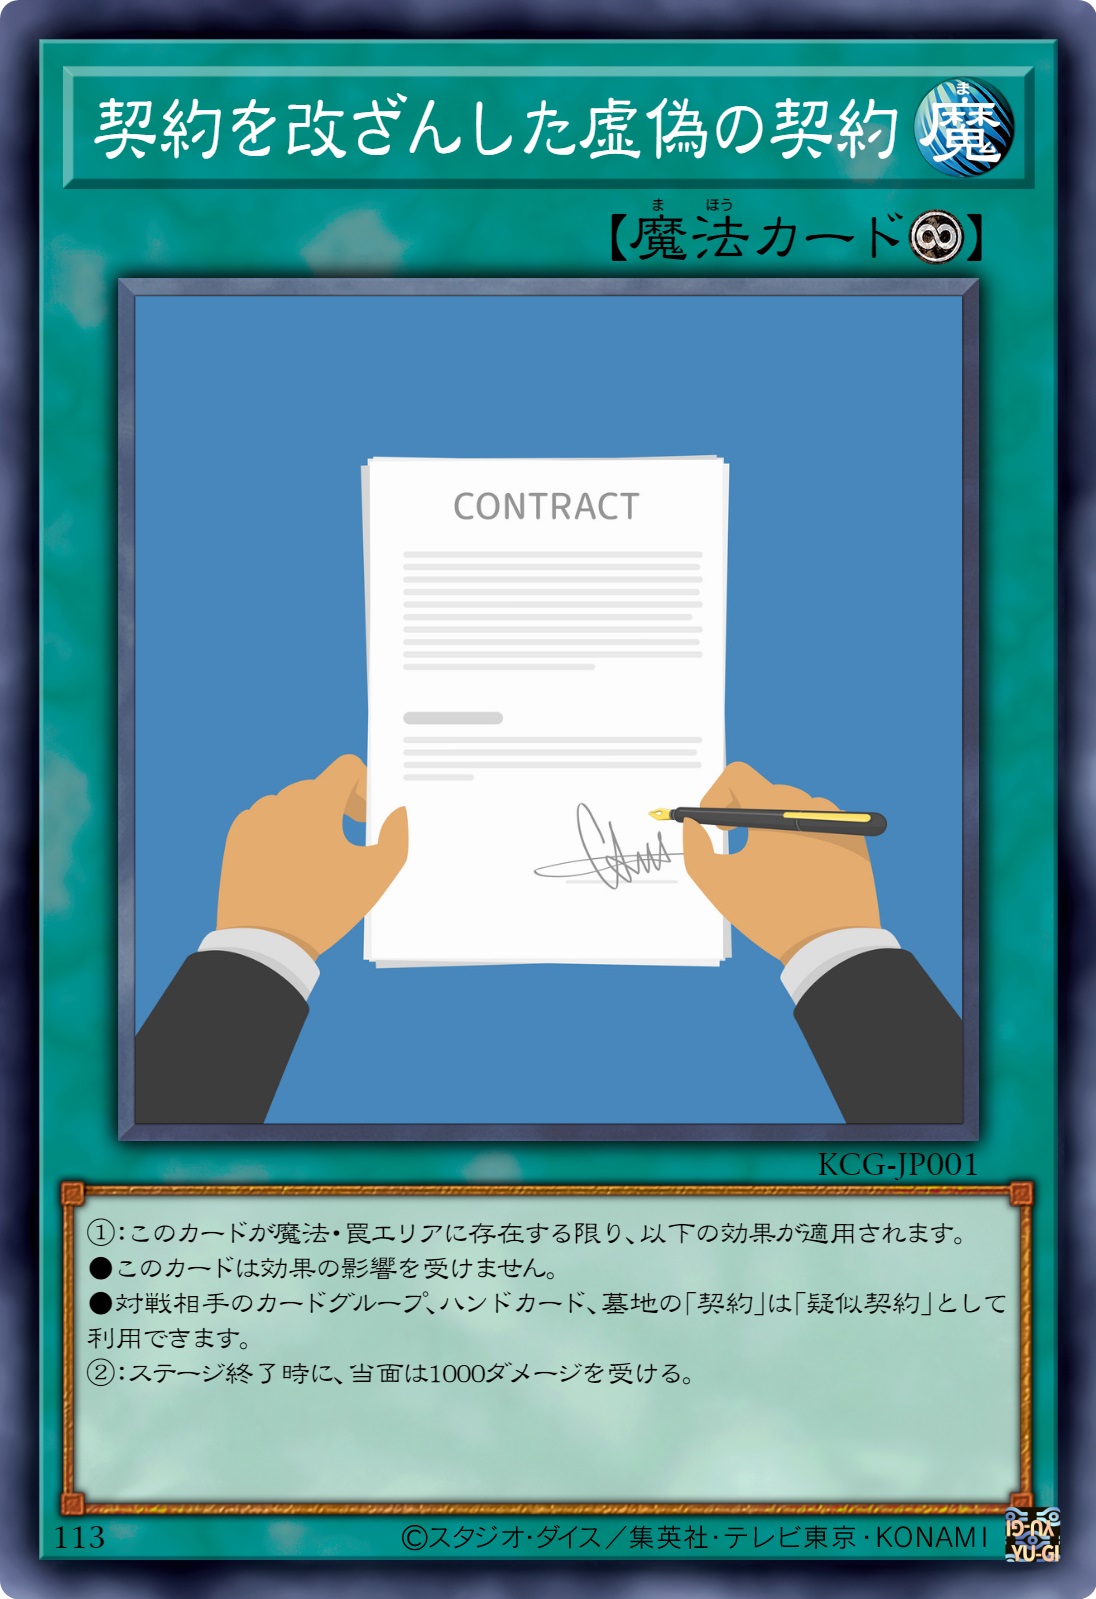 契約を改ざんした虚偽の契約
ま
魔
ま ほう
【魔法カード】
CONTRACT
KCG-JP001
①：このカードが魔法・罠エリアに存在する限り、以下の効果が適用されます。
●このカードは効果の影響を受けません。
●対戦相手のカードグループ、ハンドカード、墓地の「契約」は「疑似契約」として
利用できます。
②：ステージ終了時に、当面は1000ダメージを受ける。
113
©スタジオ・ダイス／集英社・テレビ東京・KONAMI
YU-GI
YU-GI